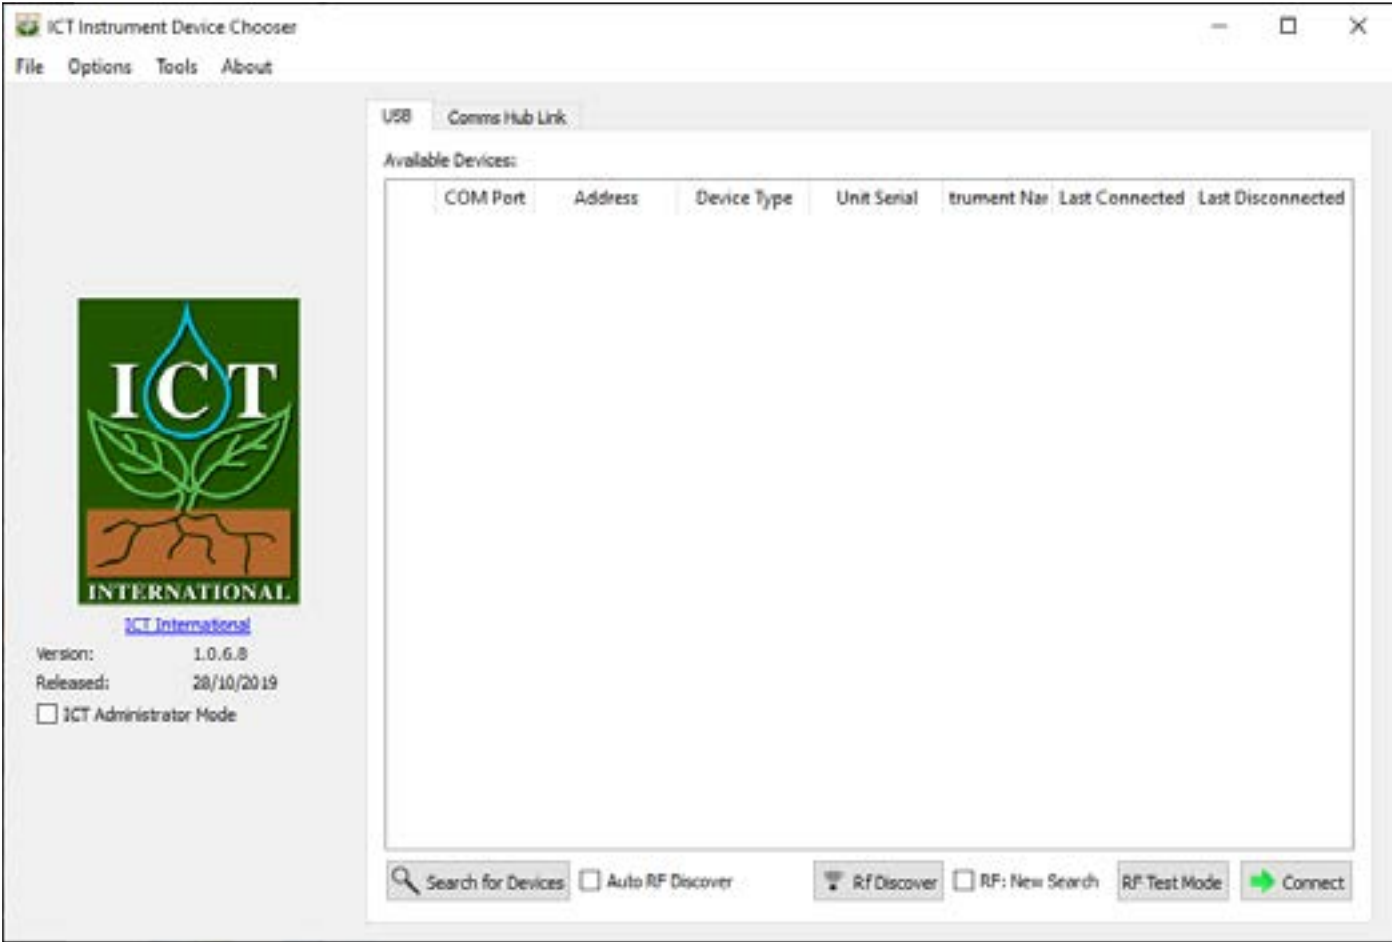 ICT Instrument Device Chooser
File Options Tools About
USB Comms Hub Link
Available Devices:
COM Port Address Device Type Unit Serial trument Nar Last Connected Last Disconnected
ICT
INTERNATIONAL
ICT International
Version: 1.0.6.8
Released: 28/10/2019
ICT Administrator Mode
Search for Devices Auto RF Discover Rf Discover RF: New Search RF Test Mode Connect